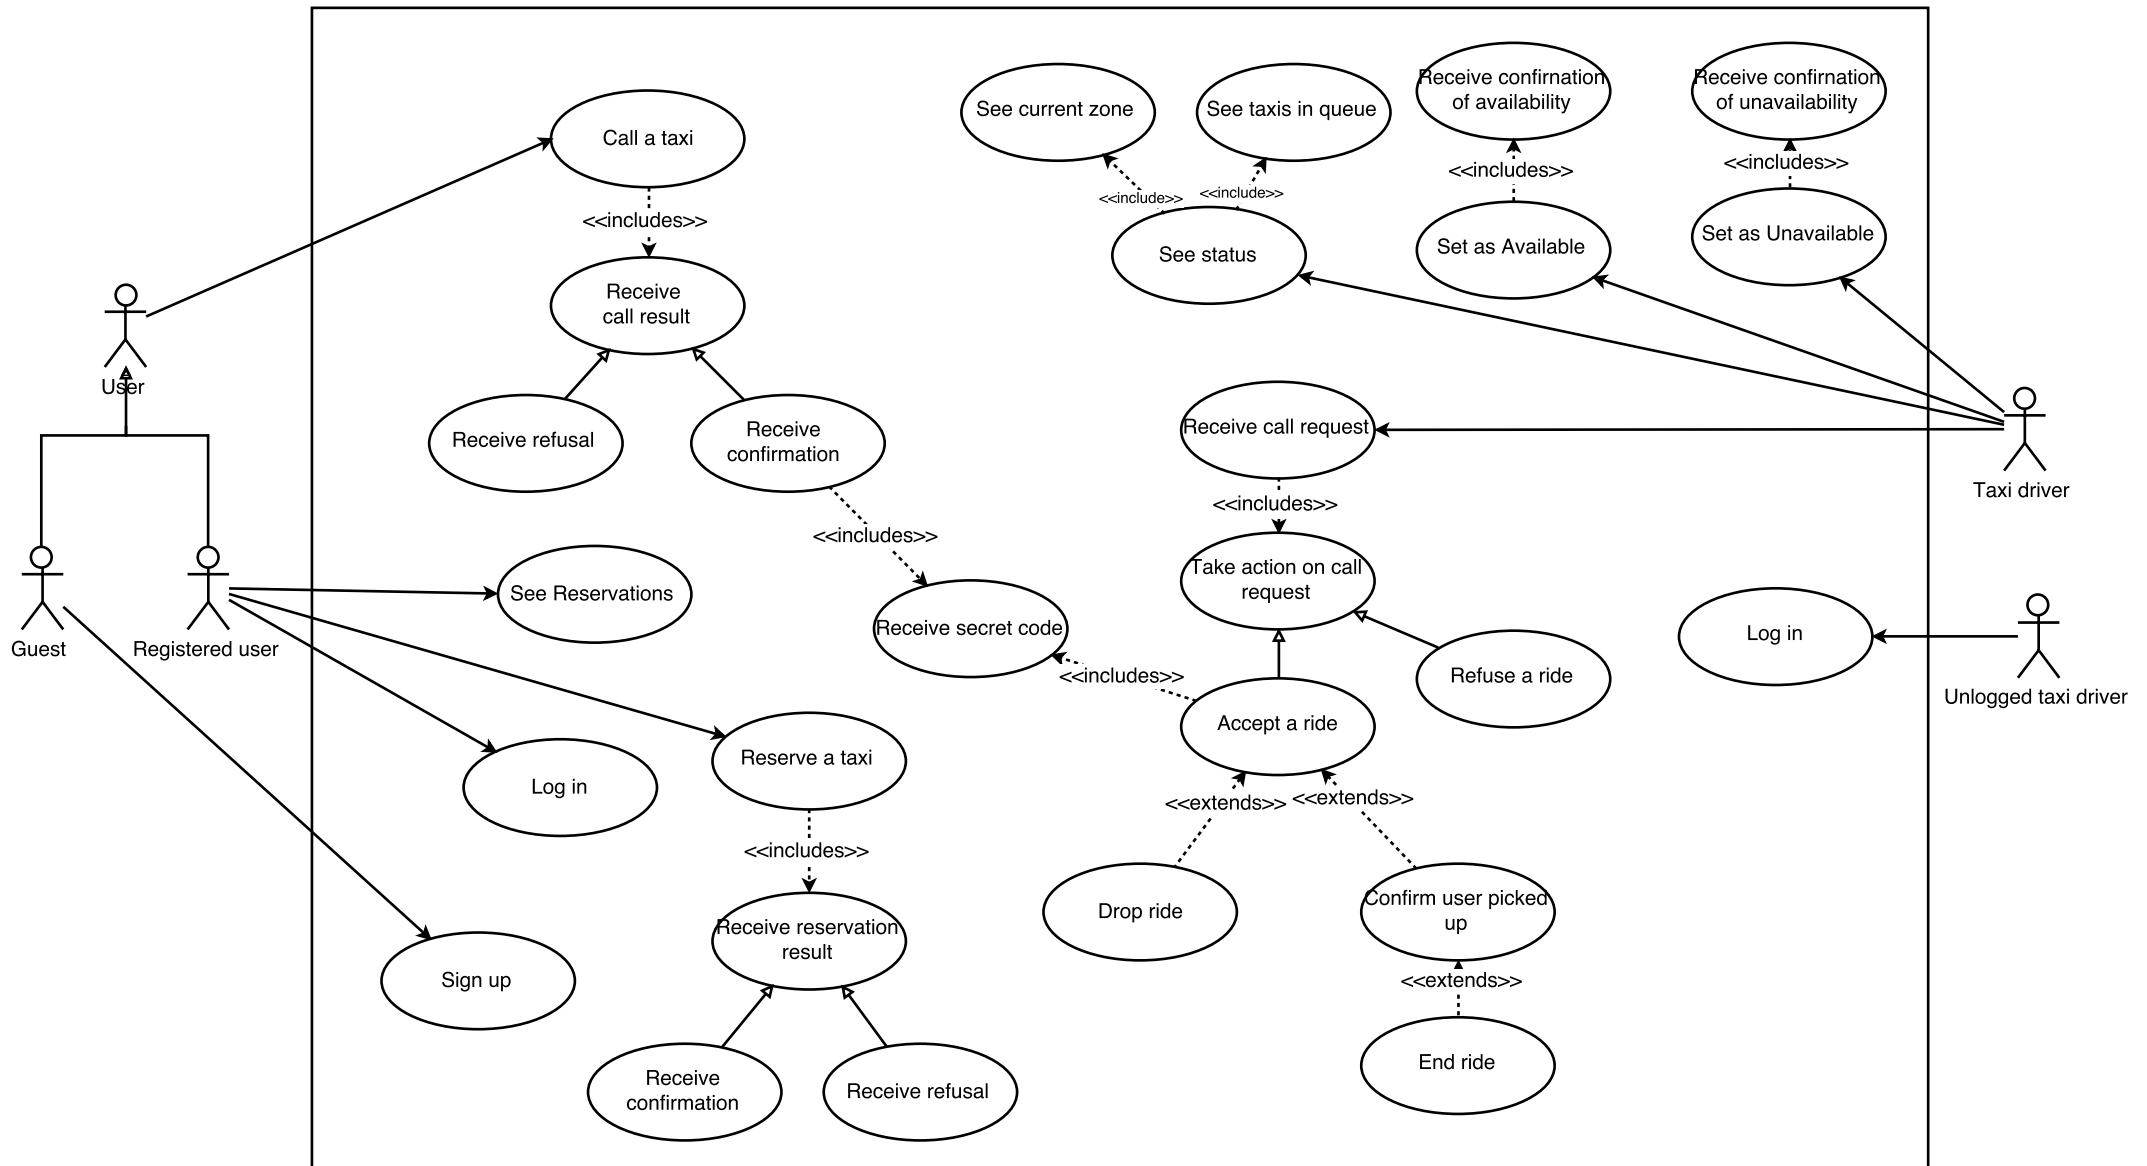 Receive confirnation
of availability
Receive confirnation
of unavailability
See current zone
See taxis in queue
Call a taxi
<<includes>>
<<includes>>
<<include>>
<<include>>
<<includes>>
Set as Available
Set as Unavailable
See status
Receive
call result
User
Receive refusal
Receive
confirmation
Receive call request
Taxi driver
<<includes>>
<<includes>>
Take action on call
request
See Reservations
Receive secret code
Log in
Guest
Registered user
<<includes>>
Refuse a ride
Unlogged taxi driver
Accept a ride
Reserve a taxi
Log in
<<extends>>
<<extends>>
<<includes>>
Drop ride
Confirm user picked
up
Receive reservation
result
Sign up
<<extends>>
End ride
Receive
confirmation
Receive refusal